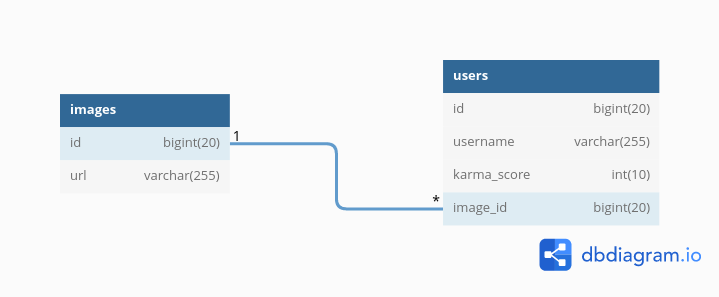 images
id bigint(20)
url varchar(255)
1
*
users
id bigint(20)
username varchar(255)
karma_score int(10)
image_id bigint(20)
dbdiagram.io